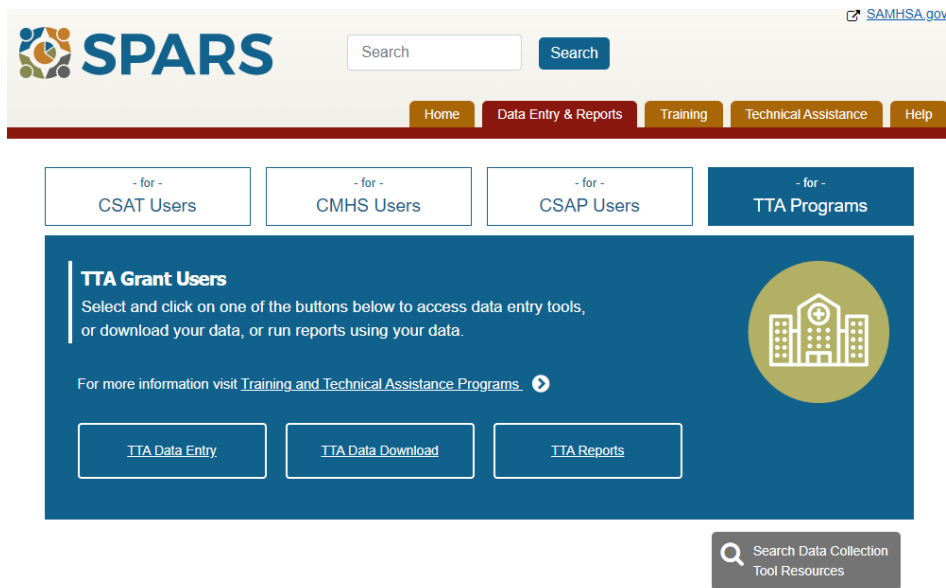 SAMHSA.gov
SPARS
Search
Search
Home
Data Entry & Reports
Training
Technical Assistance
Help
- for -
CSAT Users
- for -
CMHS Users
- for -
CSAP Users
- for -
TTA Programs
TTA Grant Users
Select and click on one of the buttons below to access data entry tools,
or download your data, or run reports using your data.
For more information visit Training and Technical Assistance Programs
TTA Data Entry
TTA Data Download
TTA Reports
Search Data Collection
Tool Resources